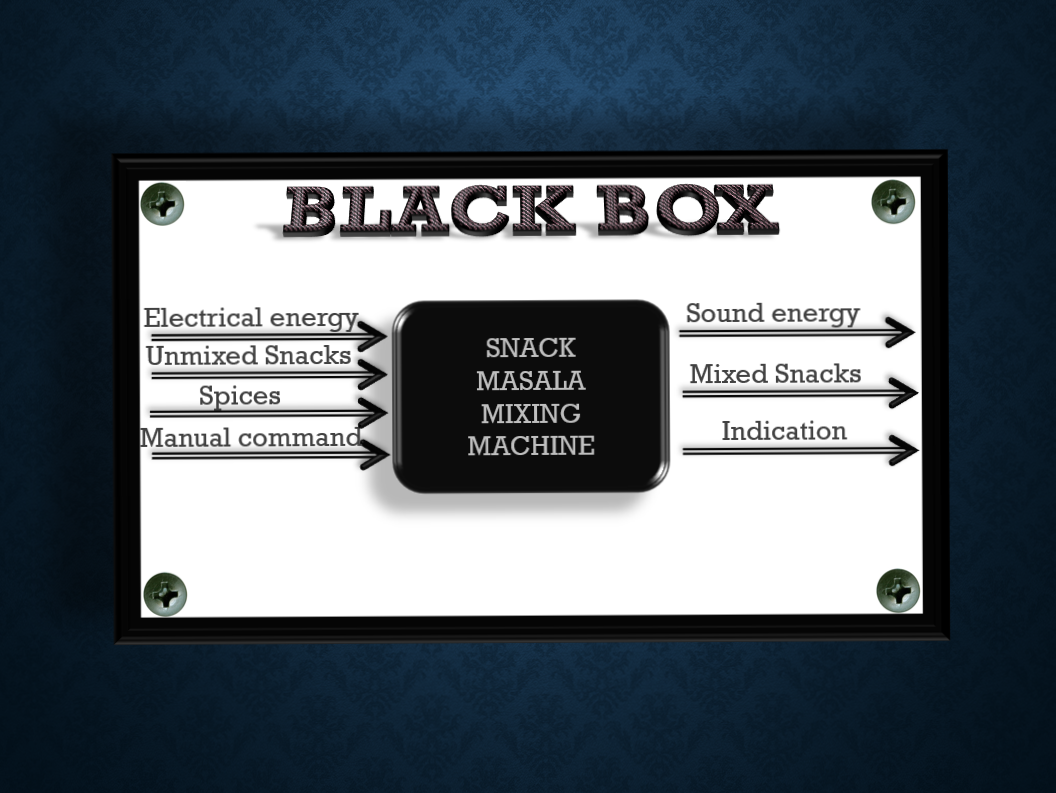 BLACK BOX
Electrical energy
Unmixed Snacks
Spices
Manual command
SNACK
MASALA
MIXING
MACHINE
Sound energy
Mixed Snacks
Indication